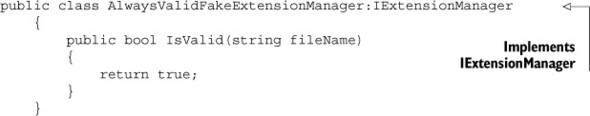 public class AlwaysValidFakeExtensionManager:IExtensionManager
{
public bool IsValid(string fileName)
{
return true;
}
}
Implements
IExtensionManager